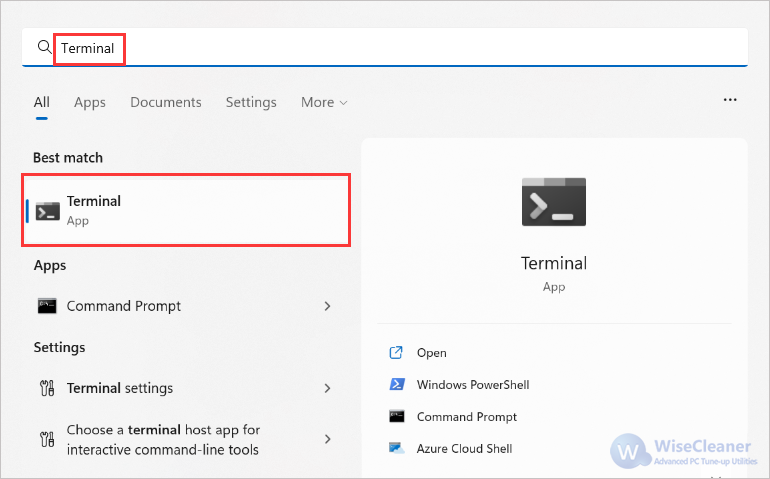 Terminal
All Apps Documents Settings More ...
Best match
Terminal
App
Apps
Command Prompt
Settings
Terminal settings
Choose a terminal host app for
interactive command-line tools
Terminal
App
Open
Windows PowerShell
Command Prompt
Azure Cloud Shell
W WiseCleaner
Advanced PC Tune-up Utilities